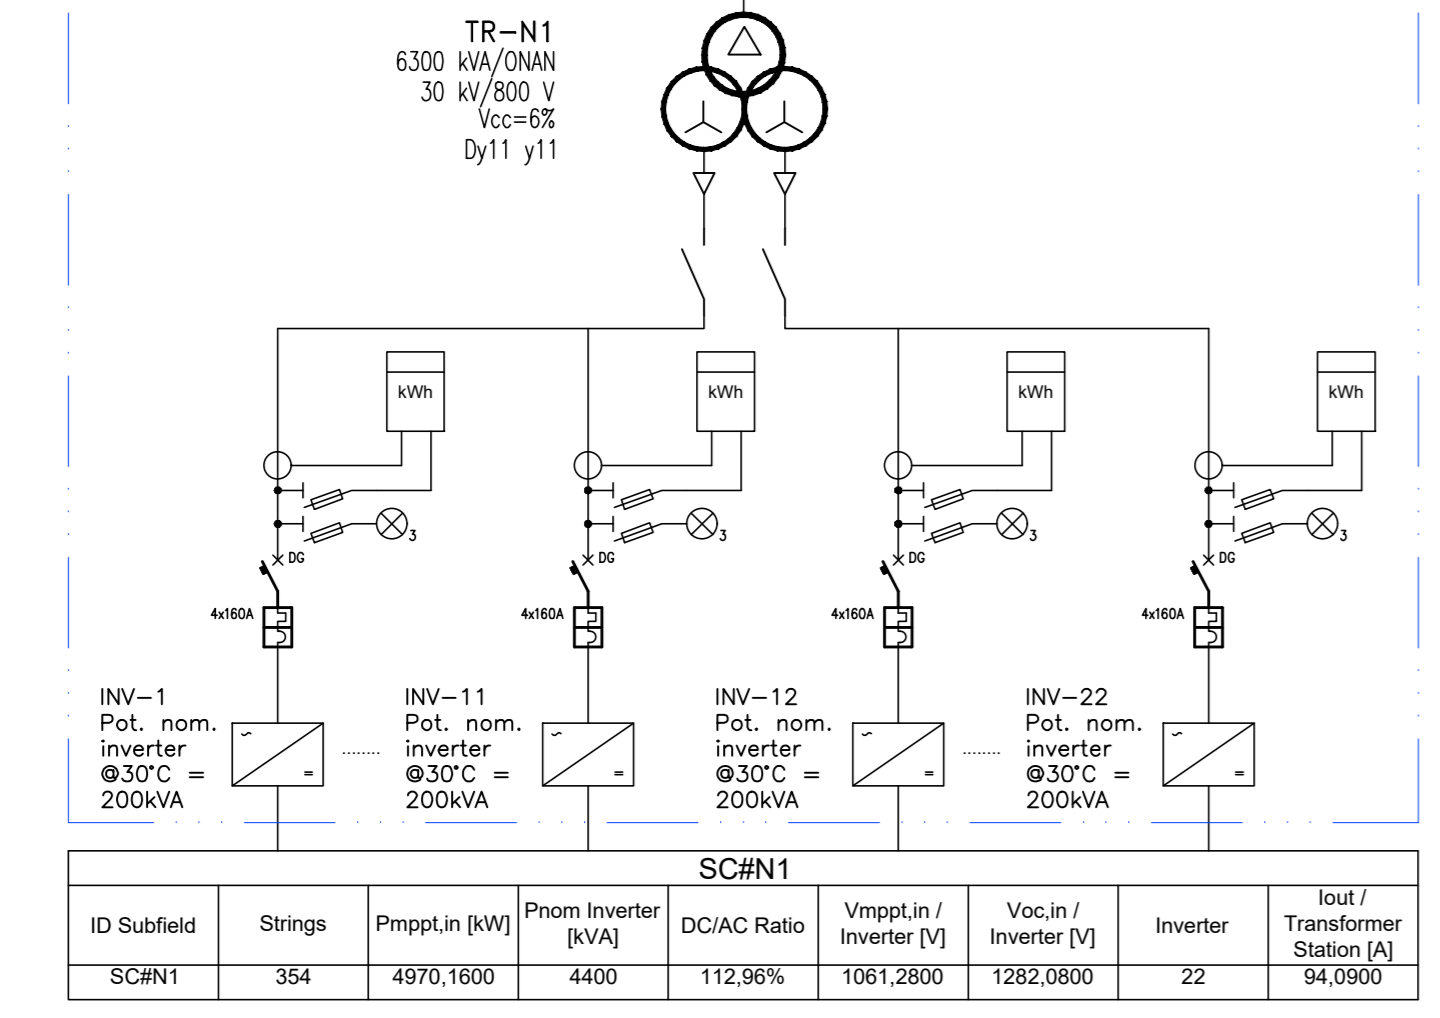 TR-N1
6300 kVA/ONAN
30 kV/800 V
Vcc=6%
Dy11 y11
kWh
kWh
kWh
kWh
3
3
3
3
DG
DG
DG
DG
4x160A
4x160A
4x160A
4x160A
INV-1
Pot. nom.
inverter
@30°C =
200kVA
~
=
........
INV-11
Pot. nom.
inverter
@30°C =
200kVA
~
=
INV-12
Pot. nom.
inverter
@30°C =
200kVA
~
=
........
INV-22
Pot. nom.
inverter
@30°C =
200kVA
~
=
SC#N1
ID Subfield
Strings
Pmppt,in [kW]
Pnom Inverter
[kVA]
DC/AC Ratio
Vmppt,in /
Inverter [V]
Voc,in /
Inverter [V]
Inverter
Iout /
Transformer
Station [A]
SC#N1
354
4970,1600
4400
112,96%
1061,2800
1282,0800
22
94,0900